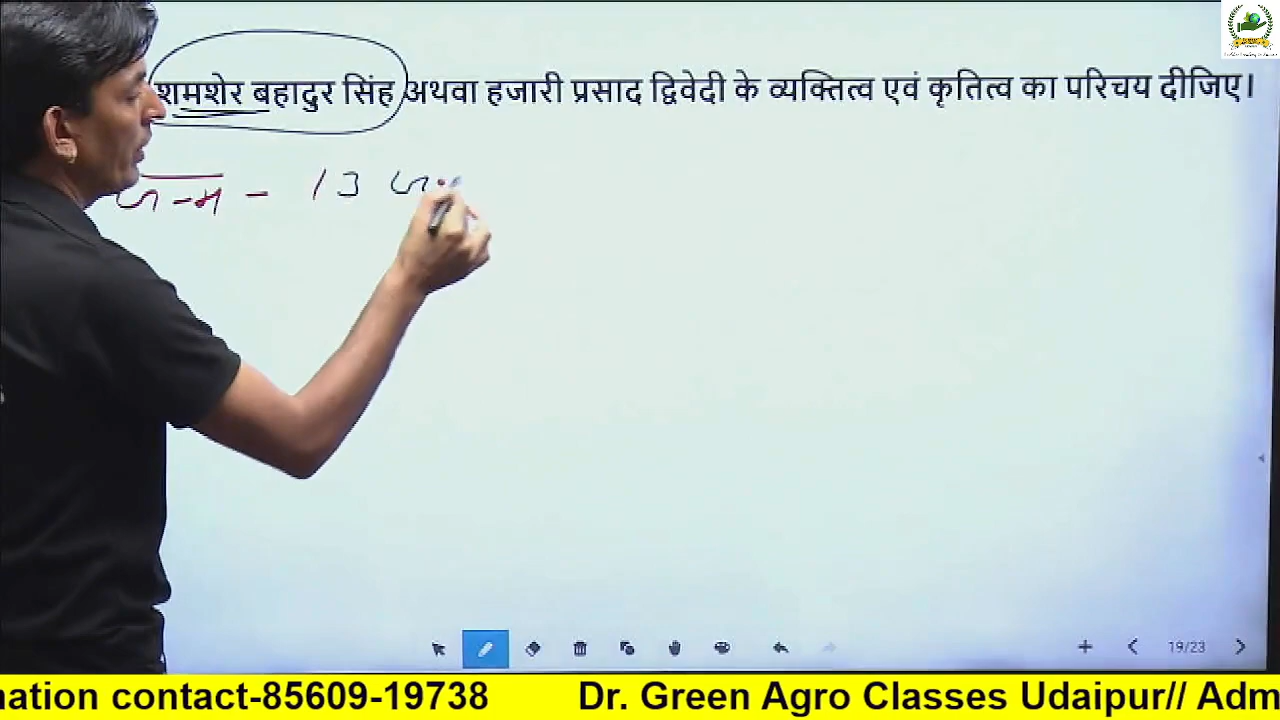 शमशेर बहादुर सिंह अथवा हजारी प्रसाद द्विवेदी के व्यक्तित्व एवं कृतित्व का परिचय दीजिए।
जन्म - 13 ज
19/23
mation contact-85609-19738 Dr. Green Agro Classes Udaipur// Adm